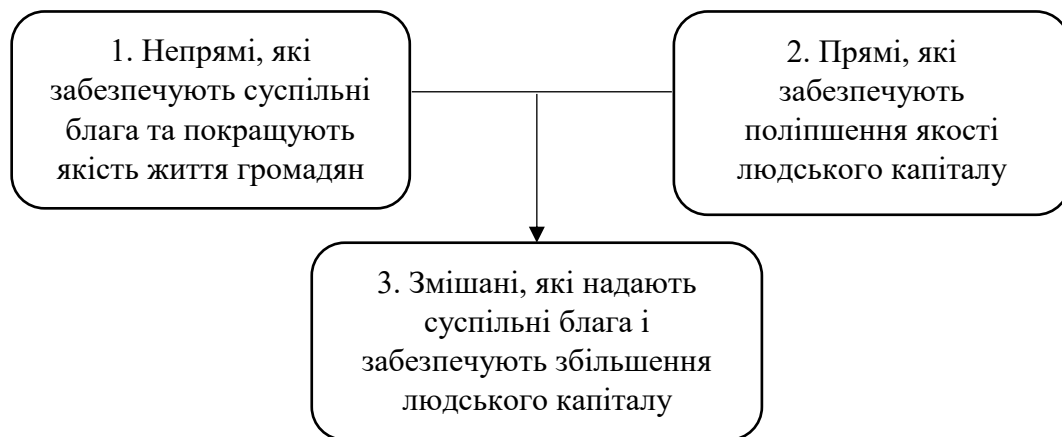 1. Непрямі, які
забезпечують суспільні
блага та покращують
якість життя громадян
2. Прямі, які
забезпечують
поліпшення якості
людського капіталу
3. Змішані, які надають
суспільні блага і
забезпечують збільшення
людського капіталу